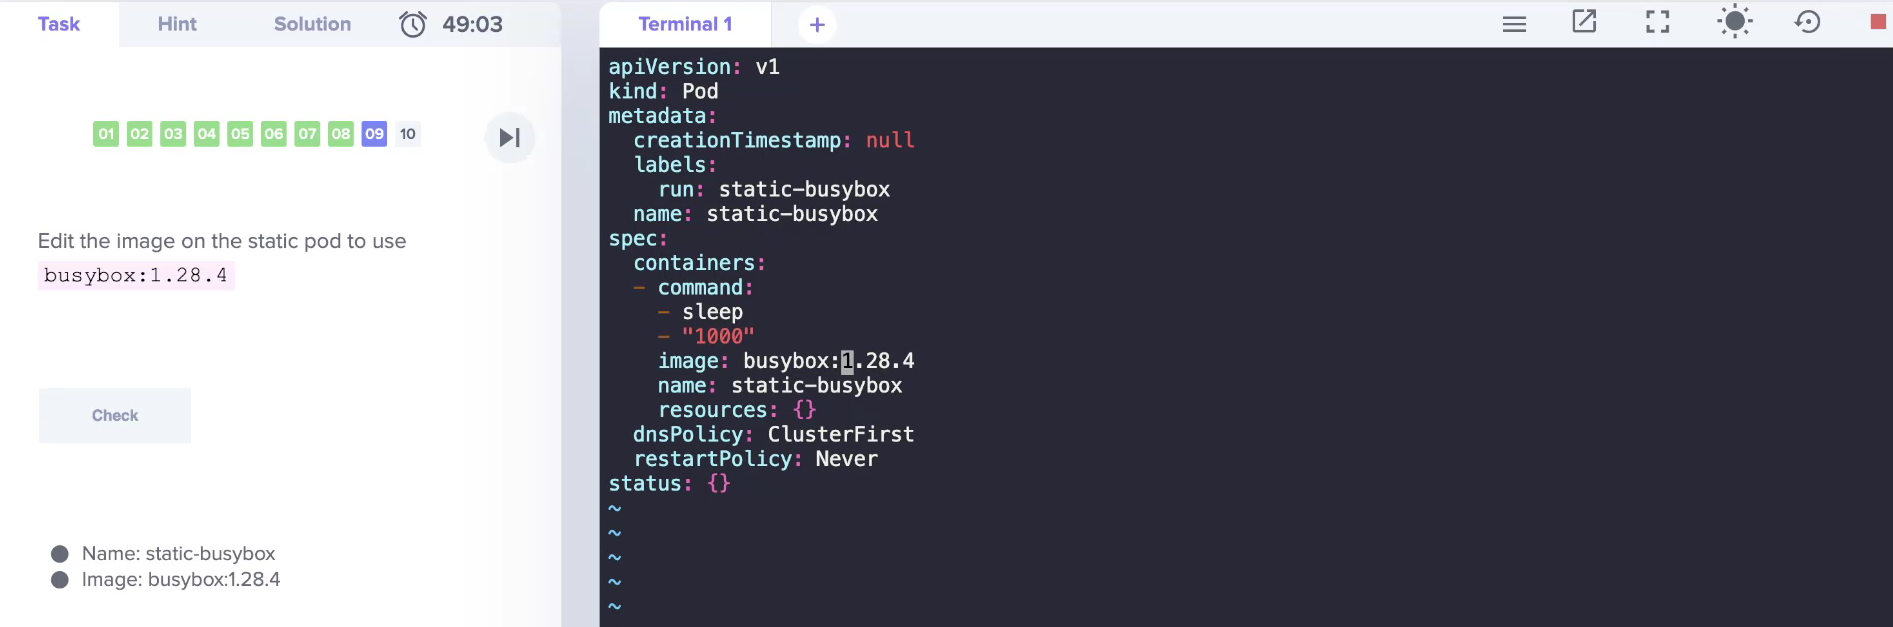 Task Hint Solution 49:03
01 02 03 04 05 06 07 08 09 10
Edit the image on the static pod to use
busybox:1.28.4
Check
Name: static-busybox
Image: busybox:1.28.4
Terminal 1 +
apiVersion: v1
kind: Pod
metadata:
  creationTimestamp: null
  labels:
    run: static-busybox
  name: static-busybox
spec:
  containers:
  - command:
    - sleep
    - "1000"
    image: busybox:1.28.4
    name: static-busybox
    resources: {}
  dnsPolicy: ClusterFirst
  restartPolicy: Never
status: {}
~
~
~
~
~